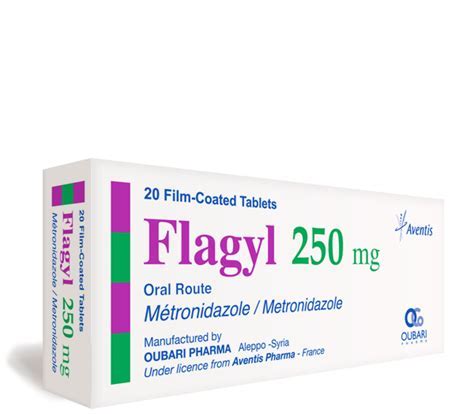 20 Film-Coated Tablets
Flagyl 250 mg
Oral Route
Métronidazole / Metronidazole
Manufactured by
OUBARI PHARMA Aleppo -Syria
Under licence from Aventis Pharma - France
Aventis
OUBARI
PHARMA
20 Film-Coated Tablets
Flagyl 250 mg
Métronidazole / Metronidazole